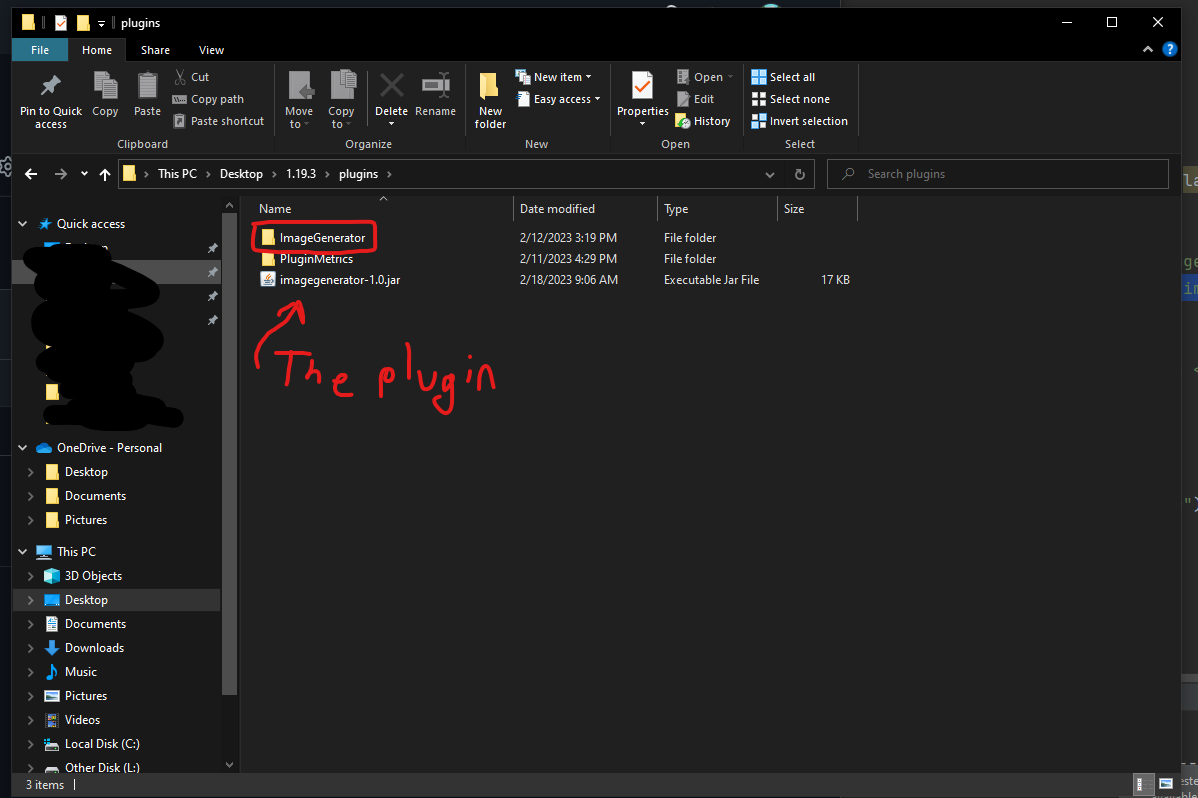 plugins
File Home Share View
Pin to Quick access
Copy
Paste
Cut
Copy path
Paste shortcut
Clipboard
Move to
Copy to
Delete
Rename
Organize
New folder
New item
Easy access
New
Properties
Open
Edit
History
Open
Select all
Select none
Invert selection
Select
This PC > Desktop > 1.19.3 > plugins >
Search plugins
Name Date modified Type Size
ImageGenerator 2/12/2023 3:19 PM File folder
PluginMetrics 2/11/2023 4:29 PM File folder
imagegenerator-1.0.jar 2/18/2023 9:06 AM Executable Jar File 17 KB
The plugin
Quick access
OneDrive - Personal
Desktop
Documents
Pictures
This PC
3D Objects
Desktop
Documents
Downloads
Music
Pictures
Videos
Local Disk (C:)
Other Disk (L:)
3 items